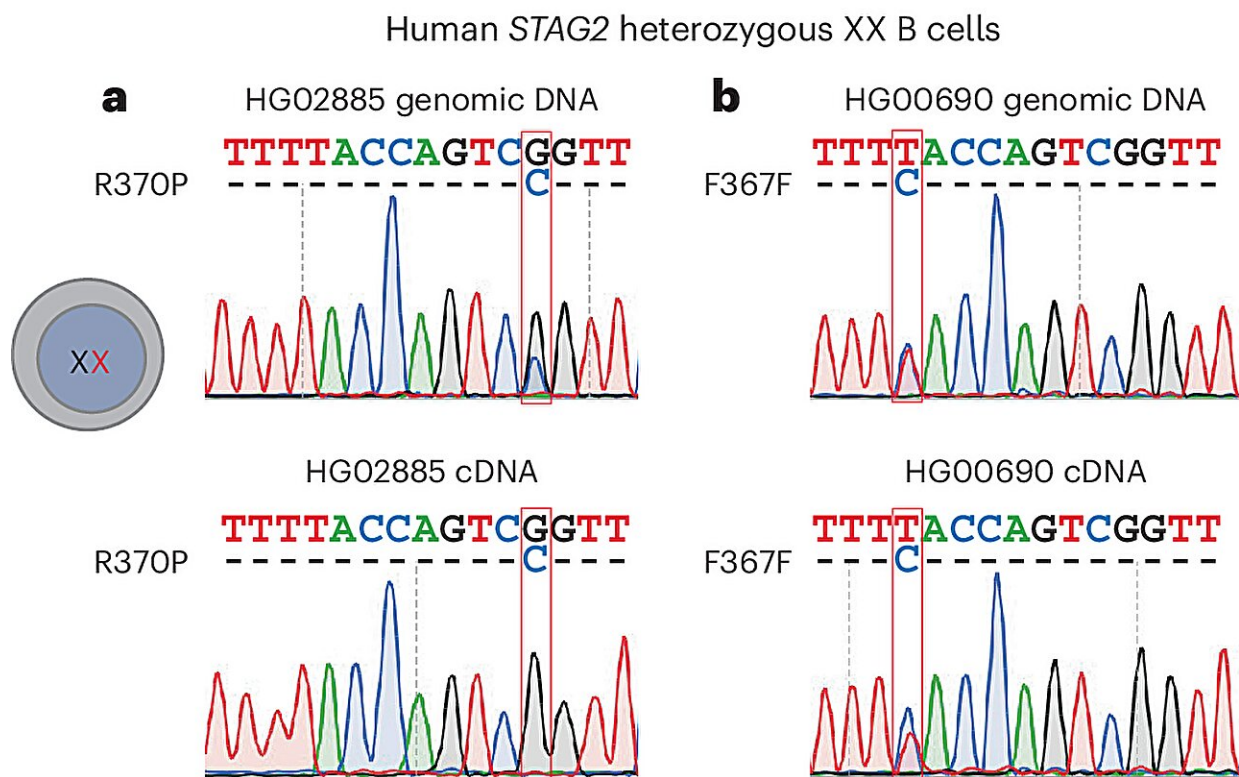 Human STAG2 heterozygous XX B cells
a
HG02885 genomic DNA
TTTTACCAGTCGGTT
R370P
C
b
HG00690 genomic DNA
TTTTACCAGTCGGTT
F367F
C
XX
HG02885 cDNA
TTTTACCAGTCGGTT
R370P
C
HG00690 cDNA
TTTTACCAGTCGGTT
F367F
C